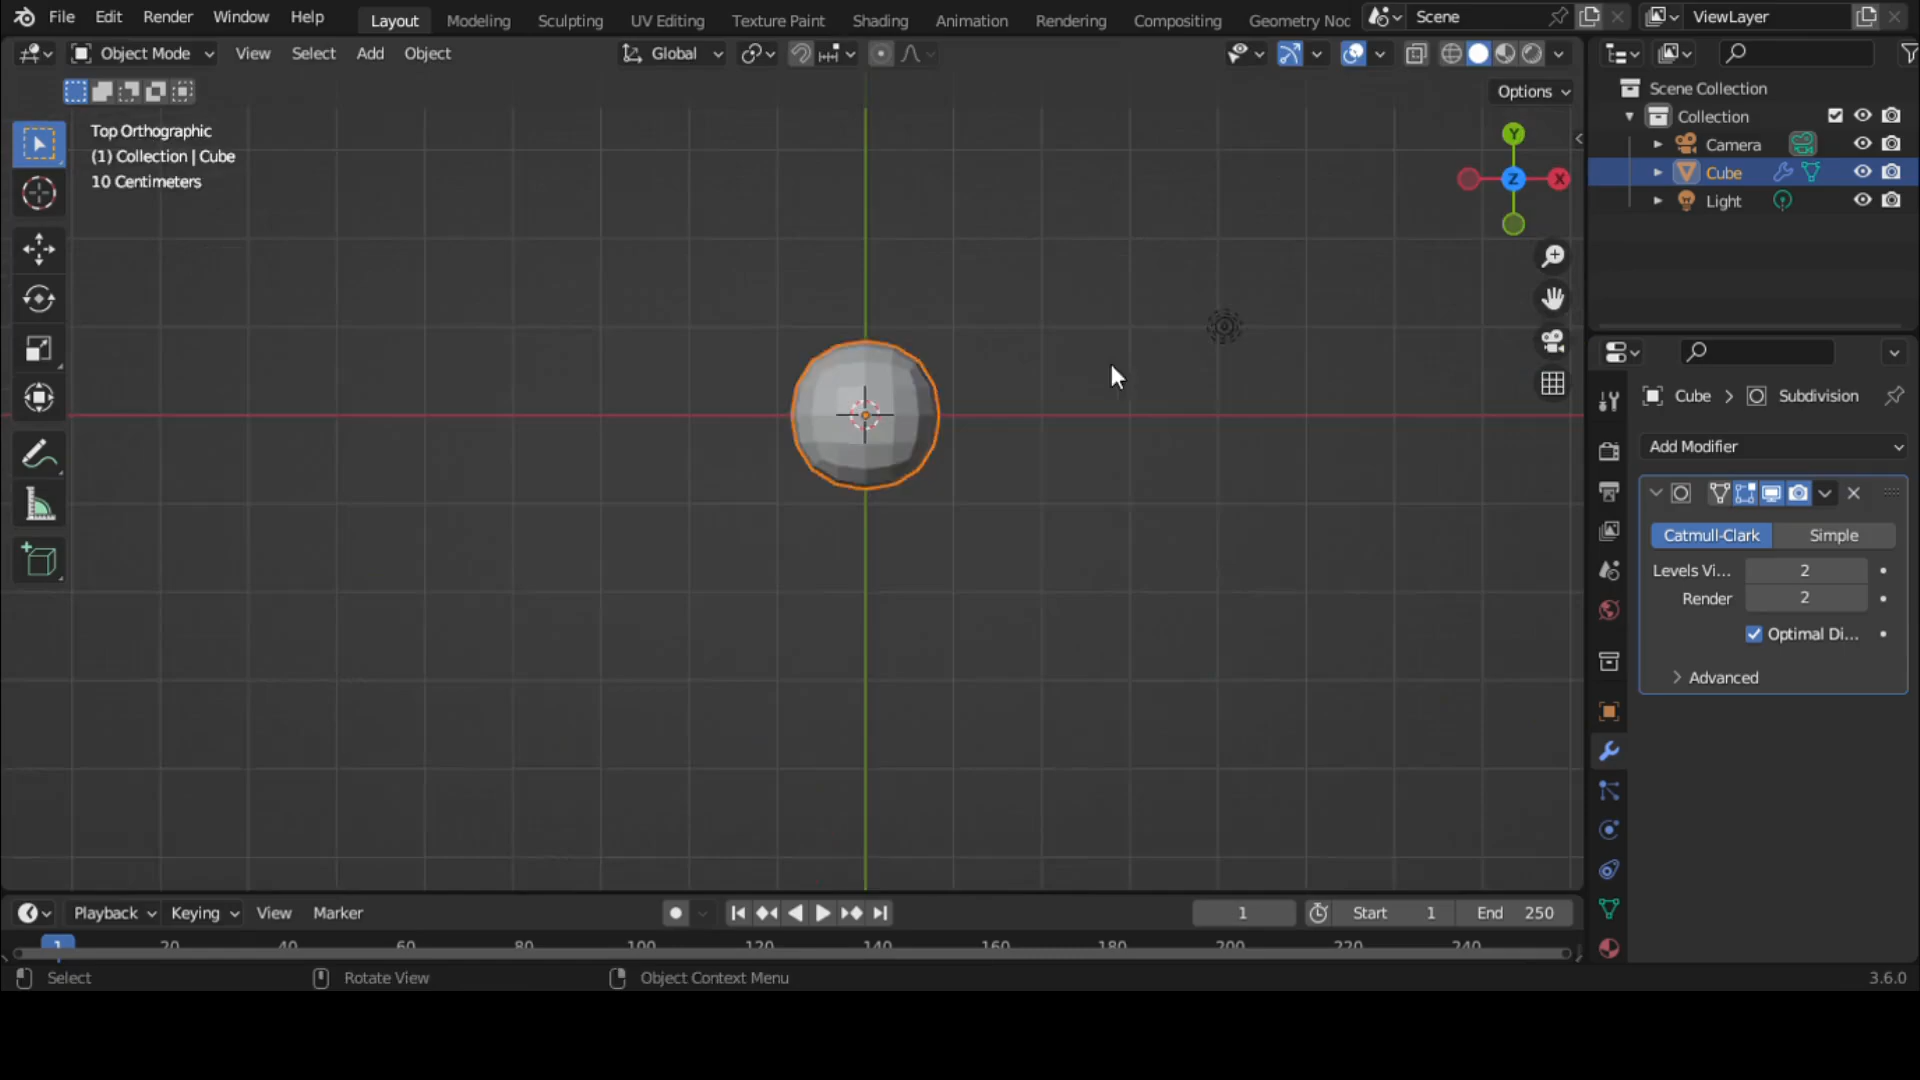 File Edit Render Window Help Layout Modeling Sculpting UV Editing Texture Paint Shading Animation Rendering Compositing Geometry Noc Scene ViewLayer
Object Mode View Select Add Object Global
Options
Top Orthographic
(1) Collection | Cube
10 Centimeters
Y
Z
X
Scene Collection
Collection
Camera
Cube
Light
Cube > Subdivision
Add Modifier
Catmull-Clark Simple
Levels Vi... 2
Render 2
Optimal Di...
Advanced
Playback Keying View Marker 1 Start 1 End 250
1 20 40 60 80 100 120 140 160 180 200 220 240
Select Rotate View Object Context Menu 3.6.0